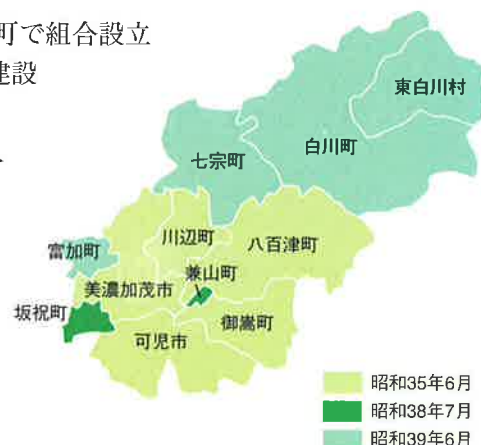 町で組合設立
建設
東白川村
白川町
七宗町
川辺町
八百津町
富加町
兼山町
美濃加茂市
坂祝町
御嵩町
可児市
昭和35年6月
昭和38年7月
昭和39年6月